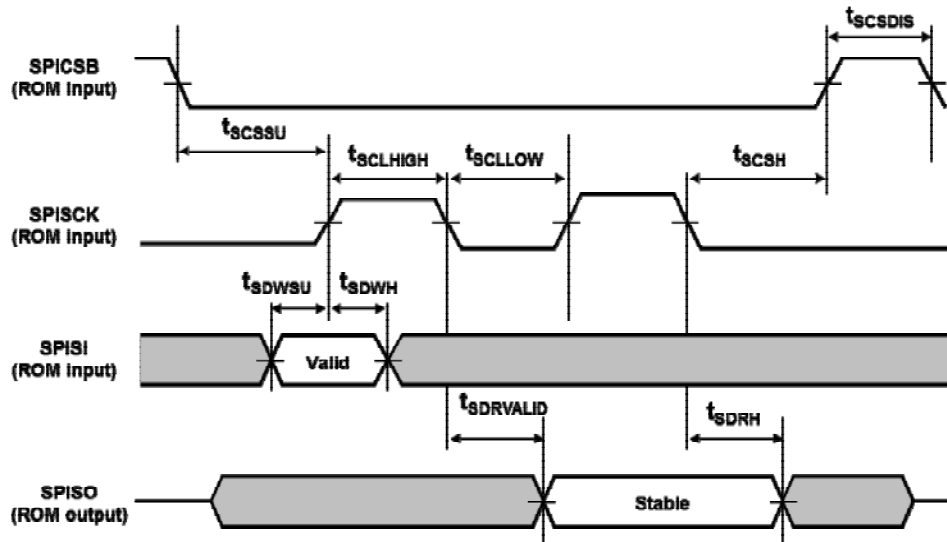 tSCSDIS
SPICSB
(ROM Input)
tSCSSU
tSCLHIGH
tSCLLOW
tSCSH
SPISCK
(ROM Input)
tSDWSU
tSDWH
SPISI
(ROM Input)
Valid
tSDRVALID
tSDRH
SPISO
(ROM output)
Stable